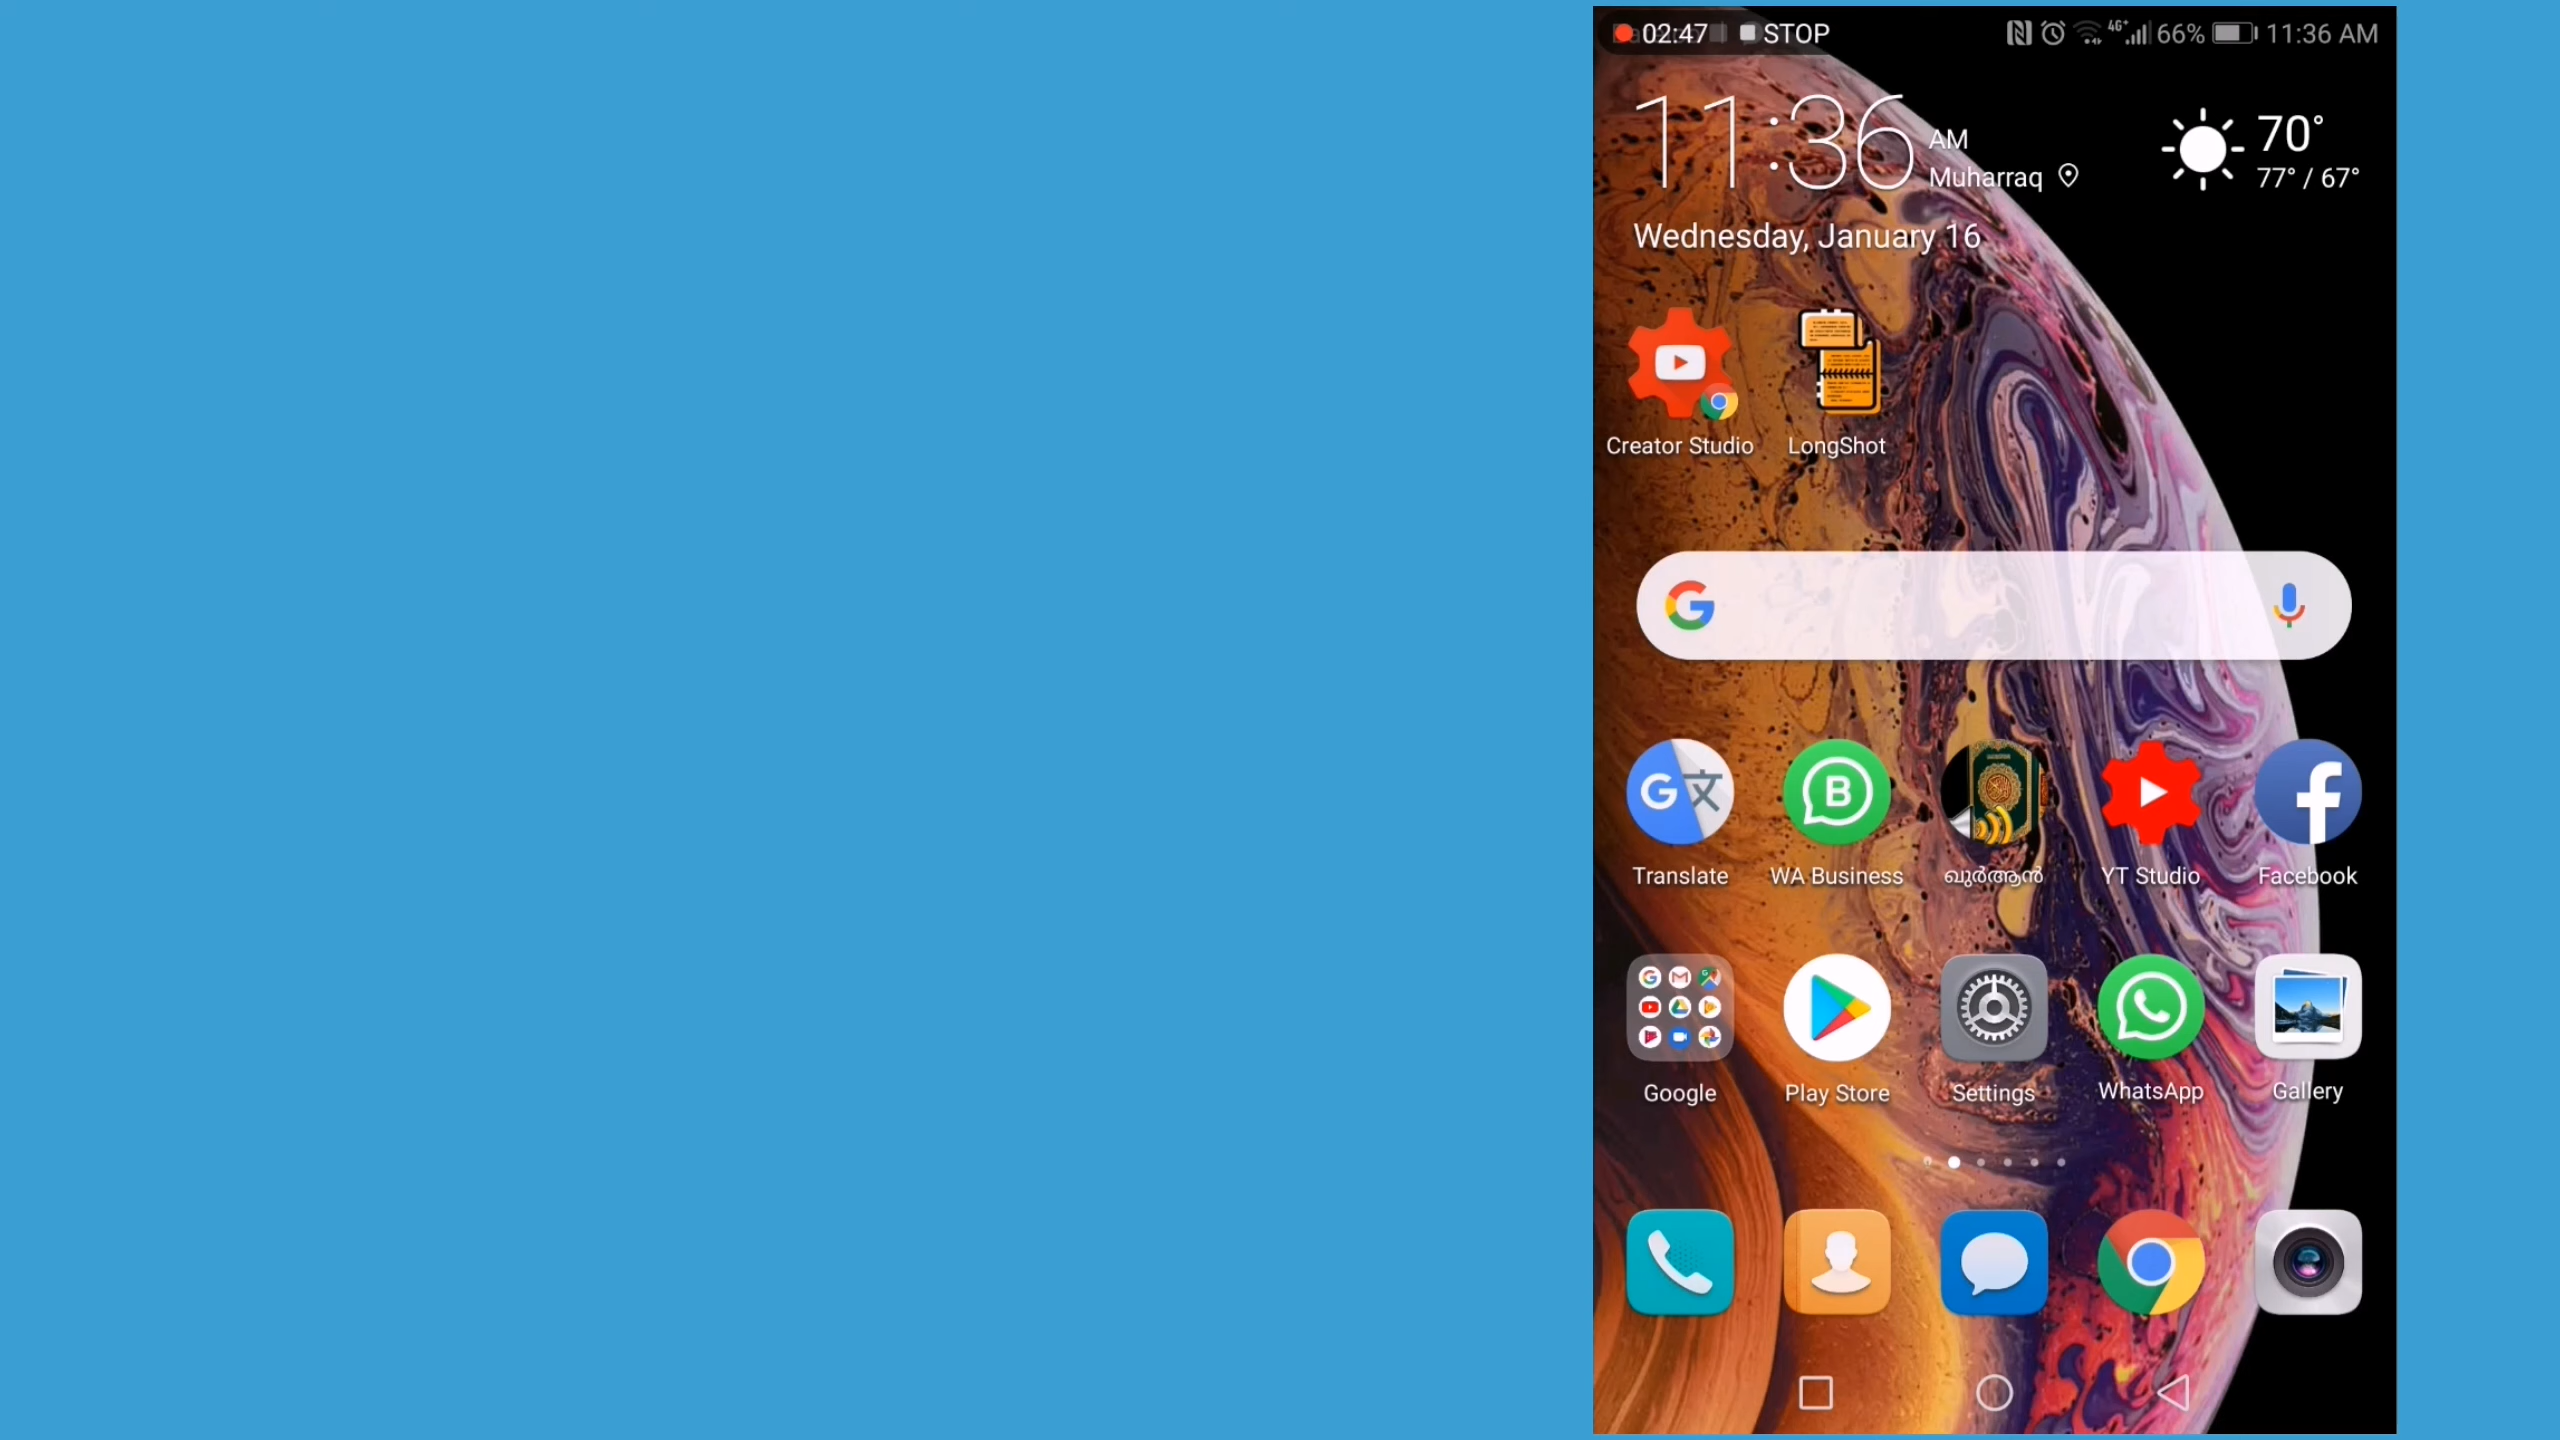 02:47 STOP 4G+ 66% 11:36 AM
11:36 AM
Muharraq
70°
77° / 67°
Wednesday, January 16
Creator Studio LongShot
Translate WA Business ഖുർആൻ YT Studio Facebook
Google Play Store Settings WhatsApp Gallery